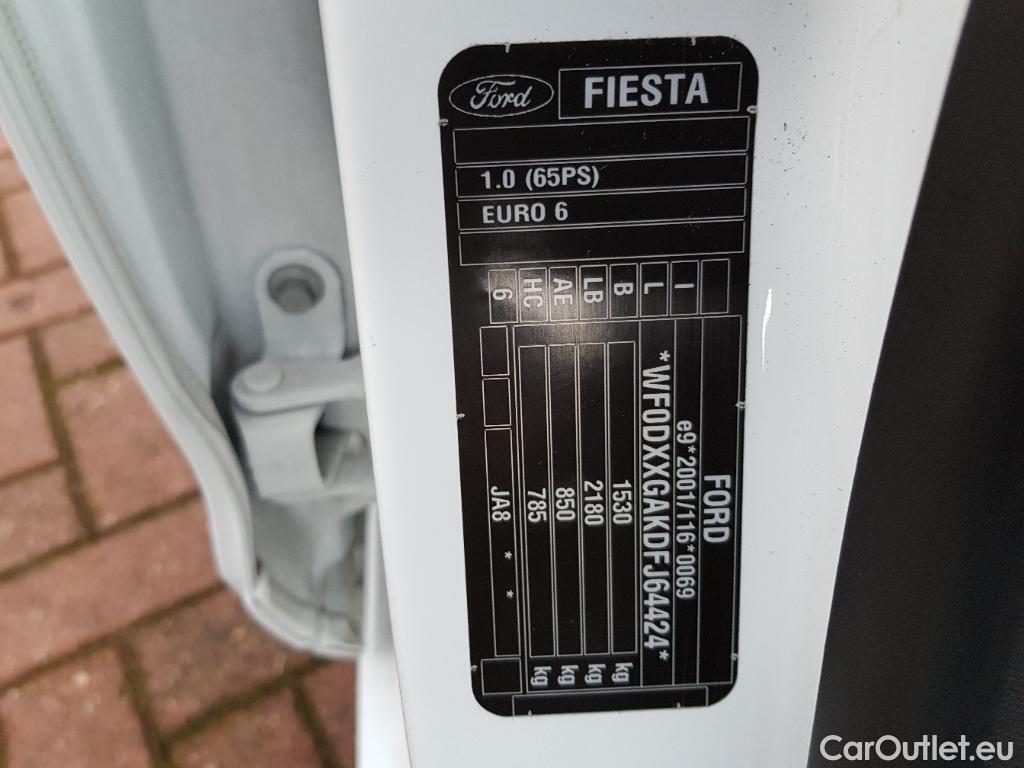 Ford FIESTA
1.0 (65PS)
EURO 6
FORD
e9*2001/116*0069
*WF0DXXGAKDFJ64424*
I
L
B 1530 kg
LB 2180 kg
AE 850 kg
HC 785 kg
6 JA8 * *
CarOutlet.eu